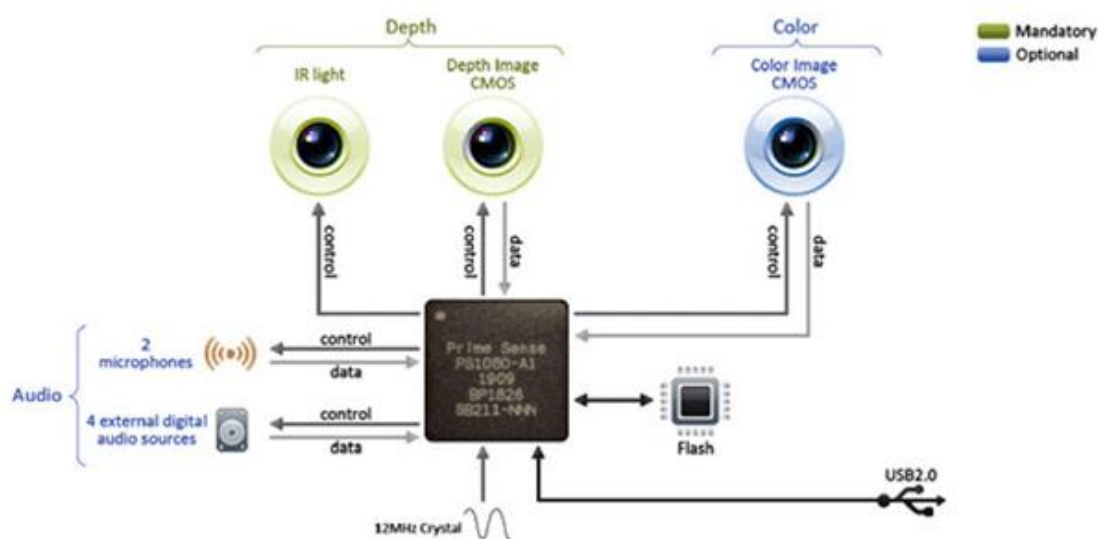 Depth
Color
Mandatory
Optional
IR light
Depth Image
CMOS
Color Image
CMOS
control
control
data
control
data
2
microphones
control
data
Audio
4 external digital
audio sources
control
data
Prime Sense
PS1080-A1
1909
BP1826
SB211-NNN
Flash
USB2.0
12MHz Crystal